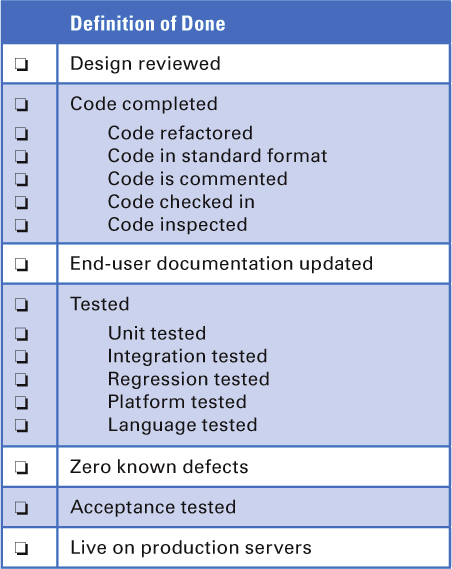 Definition of Done
❏ Design reviewed
❏ Code completed
❏ Code refactored
❏ Code in standard format
❏ Code is commented
❏ Code checked in
❏ Code inspected
❏ End-user documentation updated
❏ Tested
❏ Unit tested
❏ Integration tested
❏ Regression tested
❏ Platform tested
❏ Language tested
❏ Zero known defects
❏ Acceptance tested
❏ Live on production servers